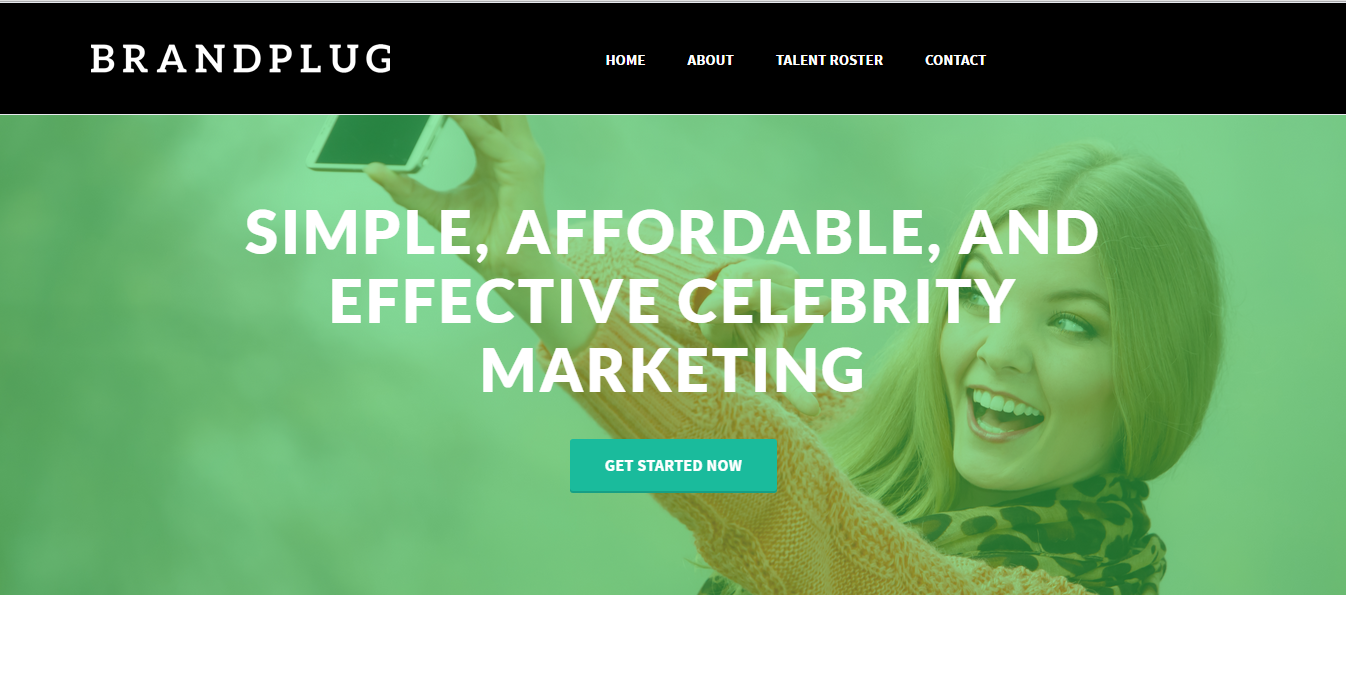 BRANDPLUG
HOME ABOUT TALENT ROSTER CONTACT
SIMPLE, AFFORDABLE, AND
EFFECTIVE CELEBRITY
MARKETING
GET STARTED NOW